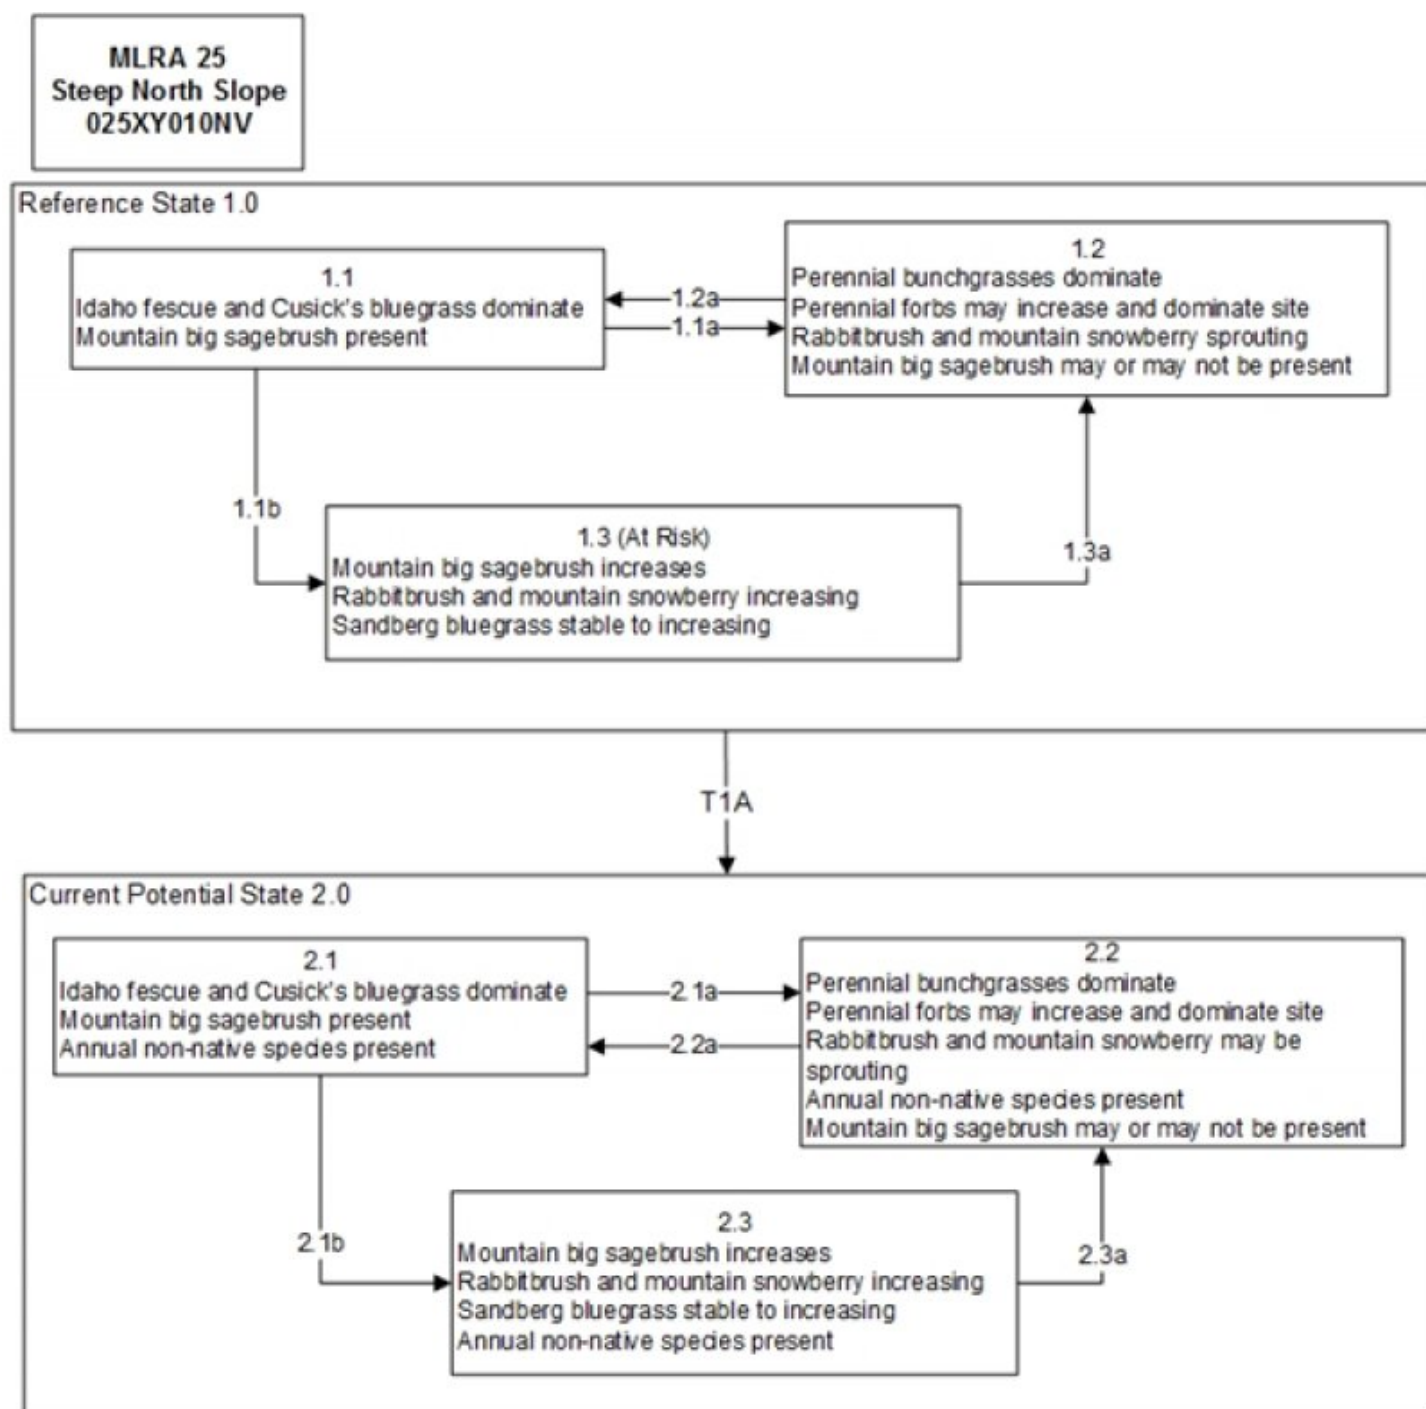 MLRA 25
Steep North Slope
025XY010NV
Reference State 1.0
1.1
Idaho fescue and Cusick's bluegrass dominate
Mountain big sagebrush present
1.2a
1.1a
1.2
Perennial bunchgrasses dominate
Perennial forbs may increase and dominate site
Rabbitbrush and mountain snowberry sprouting
Mountain big sagebrush may or may not be present
1.1b
1.3 (At Risk)
Mountain big sagebrush increases
Rabbitbrush and mountain snowberry increasing
Sandberg bluegrass stable to increasing
1.3a
T1A
Current Potential State 2.0
2.1
Idaho fescue and Cusick's bluegrass dominate
Mountain big sagebrush present
Annual non-native species present
2.1a
2.2a
2.2
Perennial bunchgrasses dominate
Perennial forbs may increase and dominate site
Rabbitbrush and mountain snowberry may be
sprouting
Annual non-native species present
Mountain big sagebrush may or may not be present
2.1b
2.3
Mountain big sagebrush increases
Rabbitbrush and mountain snowberry increasing
Sandberg bluegrass stable to increasing
Annual non-native species present
2.3a